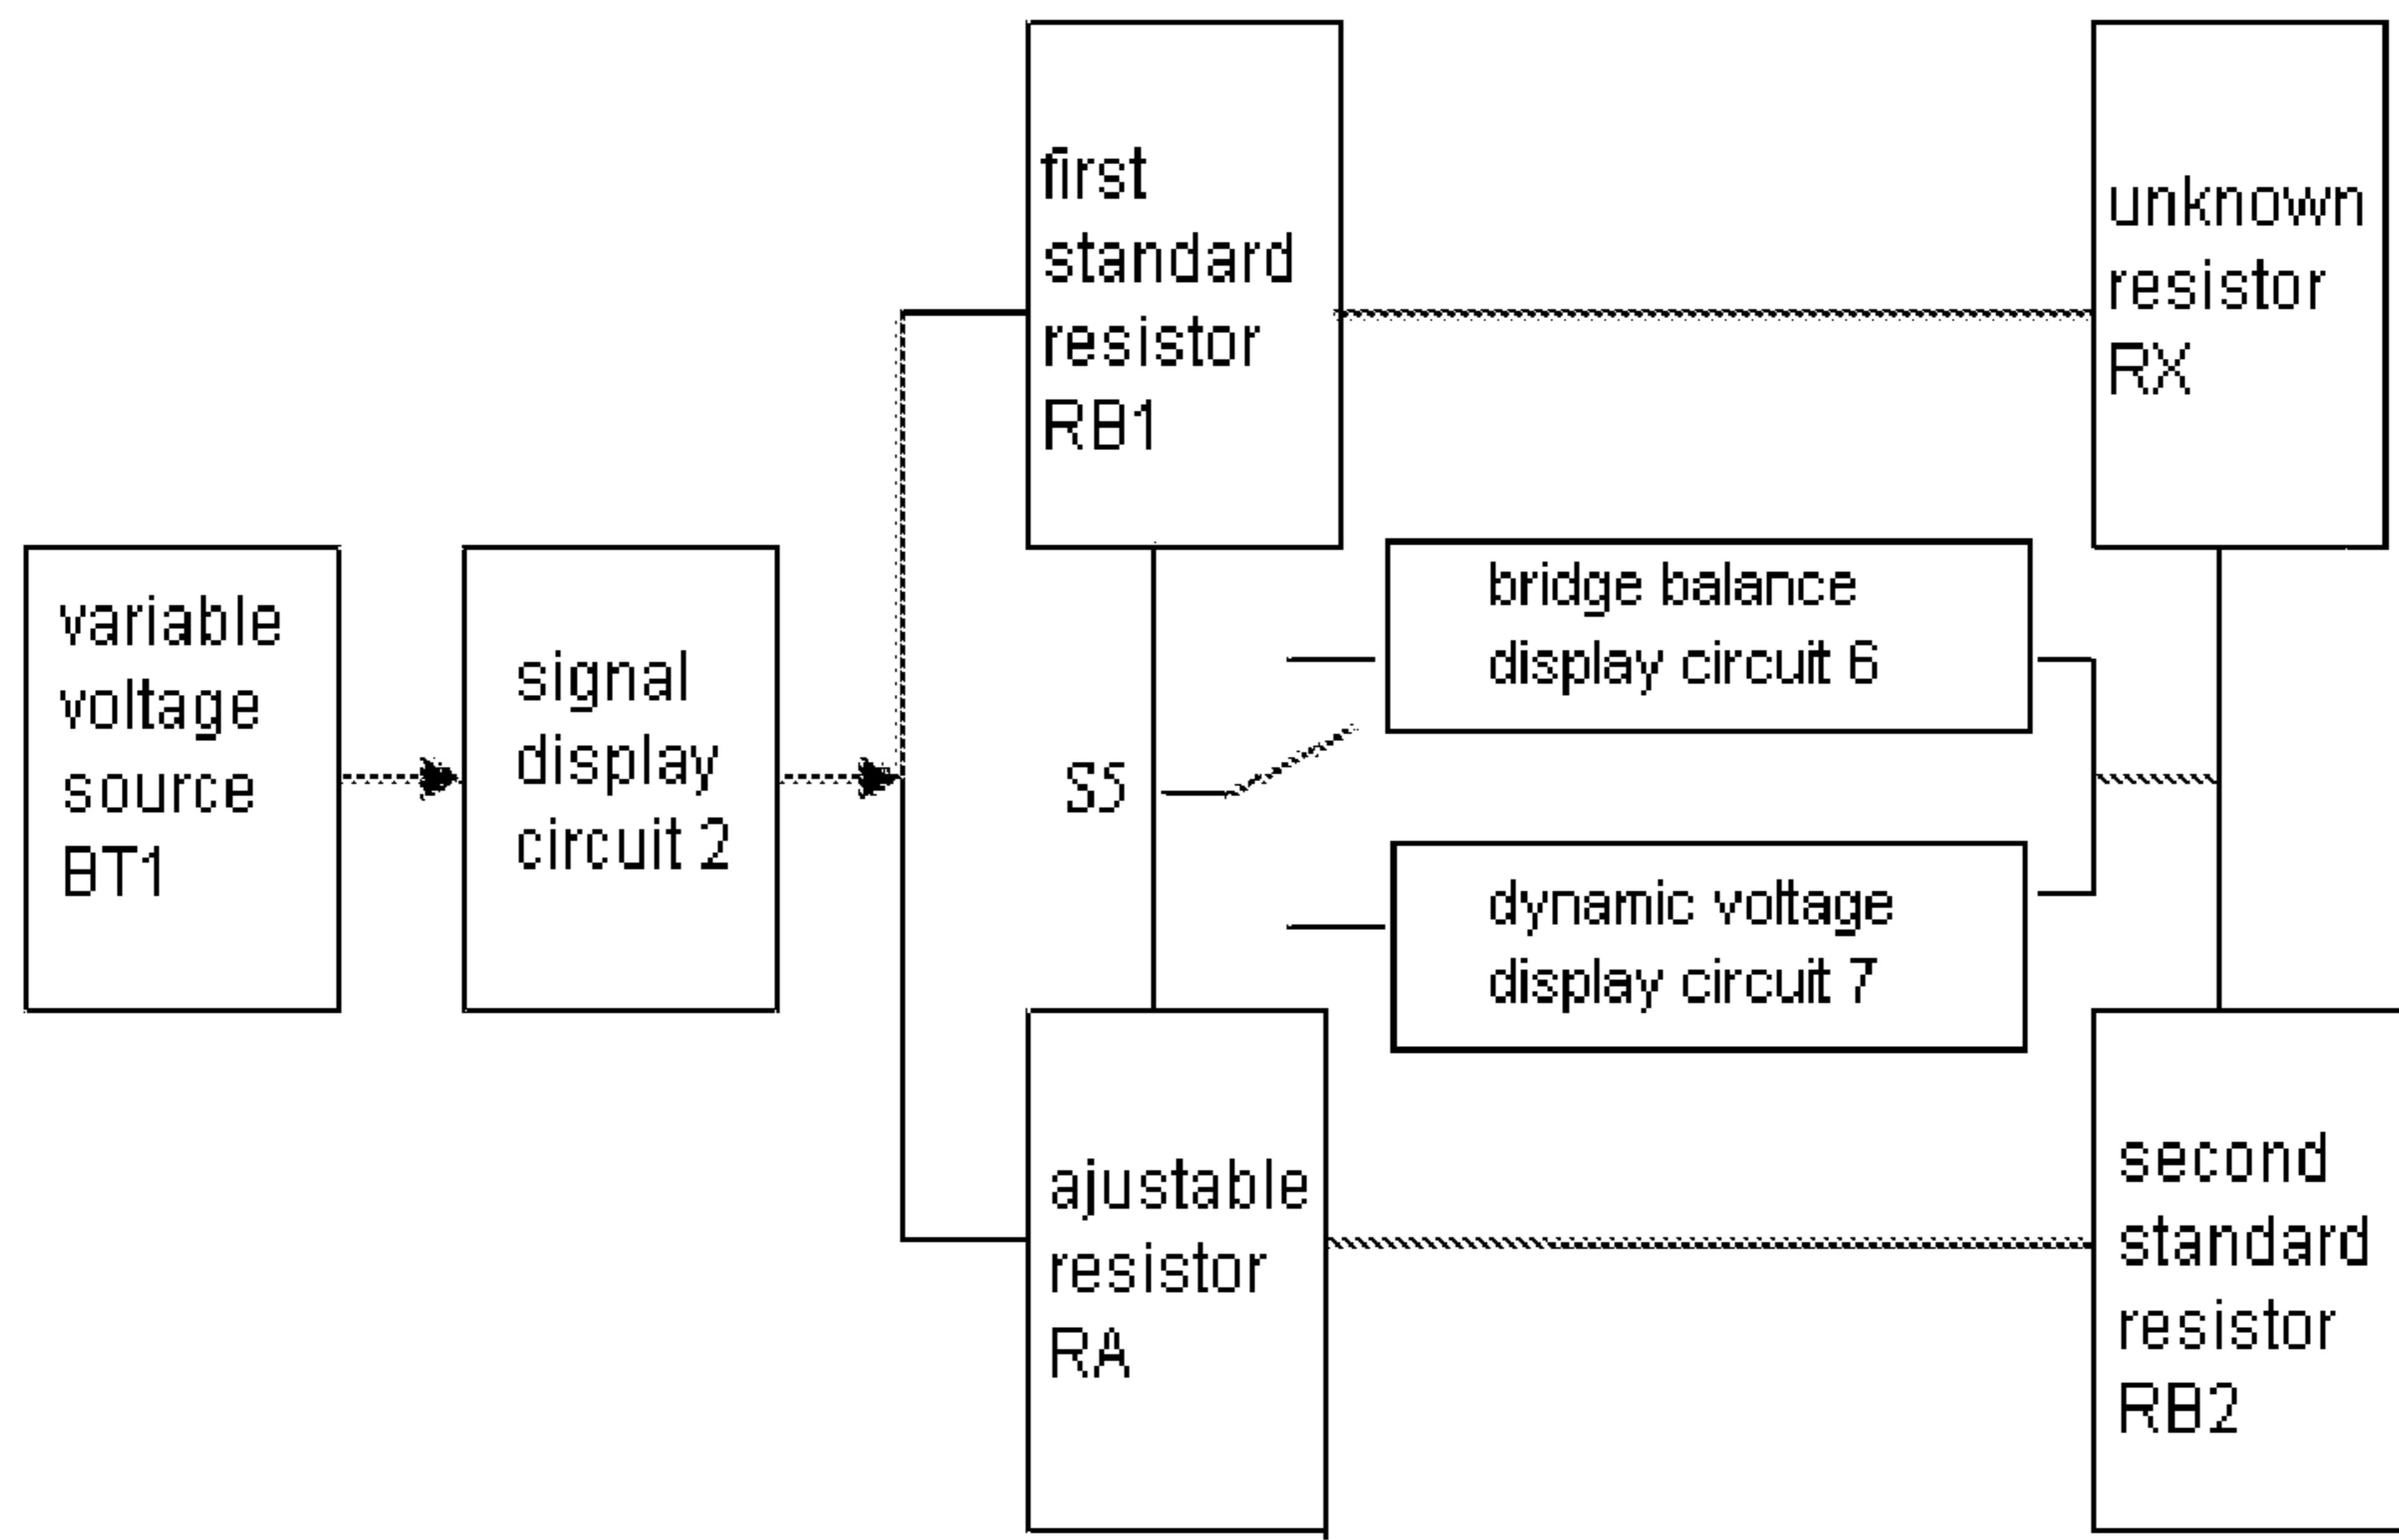 variable
voltage
source
BT1
signal
display
circuit 2
first
standard
resistor
RB1
unknown
resistor
RX
bridge balance
display circuit 6
S5
dynamic voltage
display circuit 7
ajustable
resistor
RA
second
standard
resistor
RB2